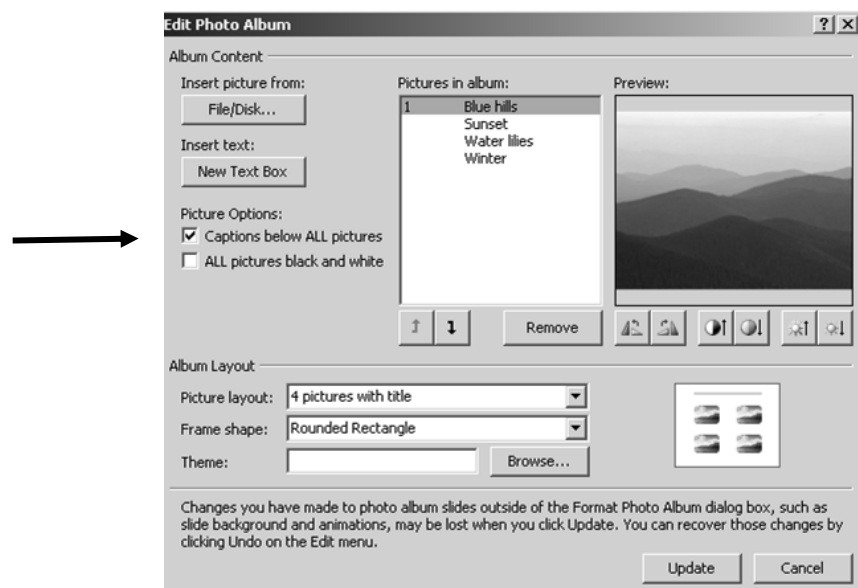 Edit Photo Album
Album Content
Insert picture from:
File/Disk...
Insert text:
New Text Box
Picture Options:
Captions below ALL pictures
ALL pictures black and white
Pictures in album:
1 Blue hills
Sunset
Water lilies
Winter
Remove
Preview:
Album Layout
Picture layout: 4 pictures with title
Frame shape: Rounded Rectangle
Theme: Browse...
Changes you have made to photo album slides outside of the Format Photo Album dialog box, such as
slide background and animations, may be lost when you click Update. You can recover those changes by
clicking Undo on the Edit menu.
Update Cancel